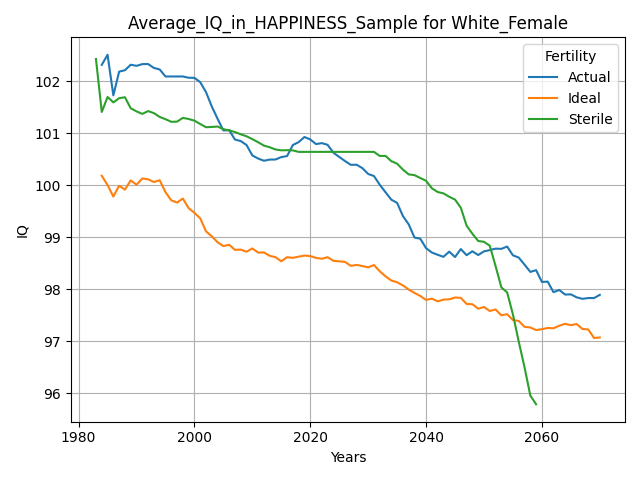 Average_IQ_in_HAPPINESS_Sample for White_Female
Fertility
Actual
Ideal
Sterile
IQ
102
101
100
99
98
97
96
1980
2000
2020
2040
2060
Years